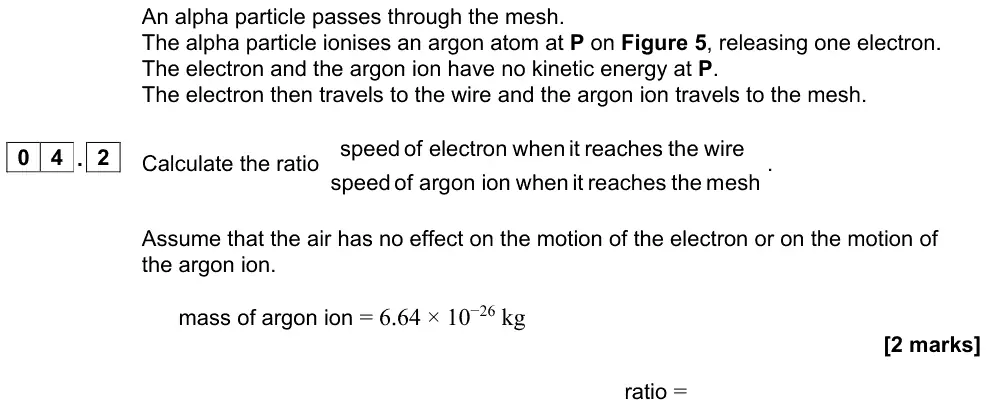 An alpha particle passes through the mesh.
The alpha particle ionises an argon atom at P on Figure 5, releasing one electron.
The electron and the argon ion have no kinetic energy at P.
The electron then travels to the wire and the argon ion travels to the mesh.
0 4 . 2 Calculate the ratio speed of electron when it reaches the wire
speed of argon ion when it reaches the mesh .
Assume that the air has no effect on the motion of the electron or on the motion of
the argon ion.
mass of argon ion = 6.64 × 10⁻²⁶ kg
[2 marks]
ratio =